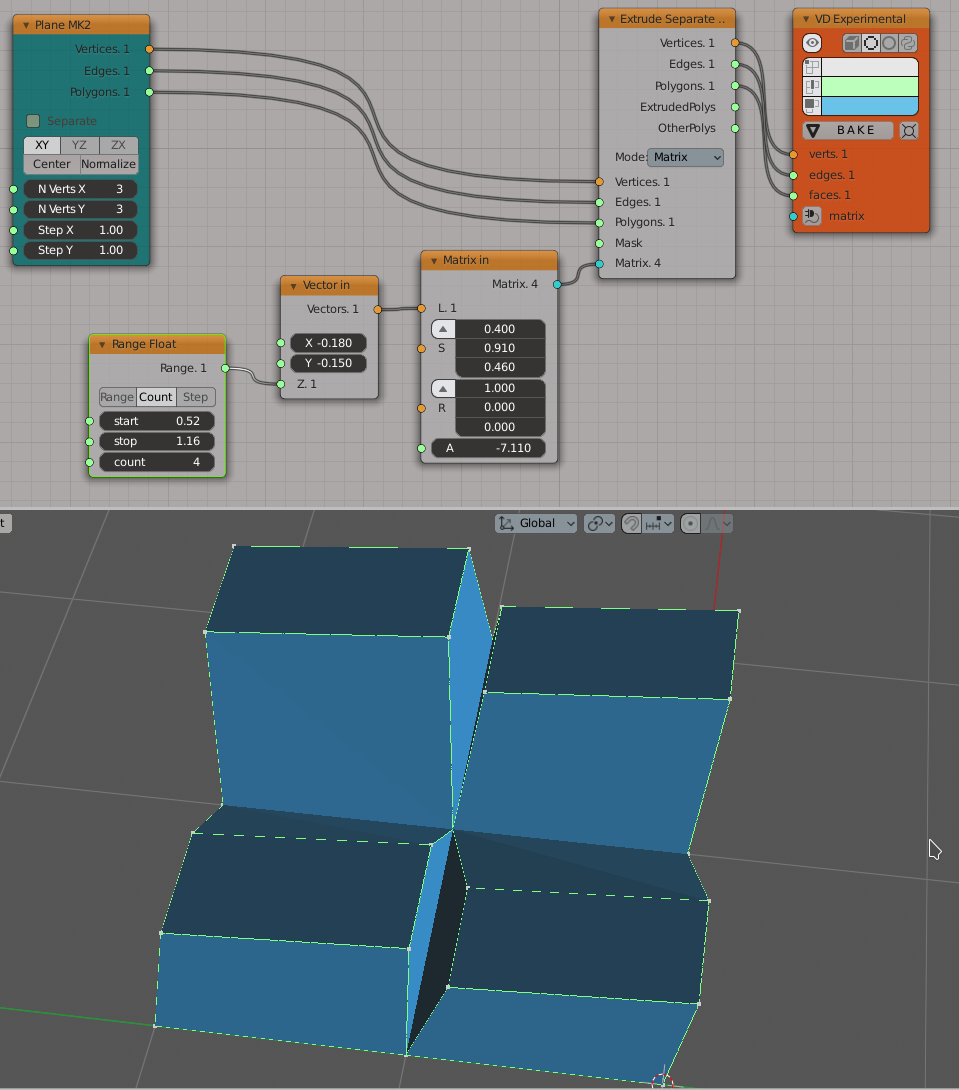 Plane MK2
Vertices. 1
Edges. 1
Polygons. 1
Separate
XY YZ ZX
Center Normalize
N Verts X 3
N Verts Y 3
Step X 1.00
Step Y 1.00
Range Float
Range. 1
Range Count Step
start 0.52
stop 1.16
count 4
Vector in
Vectors. 1
X -0.180
Y -0.150
Z. 1
Matrix in
Matrix. 4
L. 1
0.400
S 0.910
0.460
1.000
R 0.000
0.000
A -7.110
Extrude Separate ..
Vertices. 1
Edges. 1
Polygons. 1
ExtrudedPolys
OtherPolys
Mode: Matrix
Vertices. 1
Edges. 1
Polygons. 1
Mask
Matrix. 4
VD Experimental
BAKE
verts. 1
edges. 1
faces. 1
matrix
t
Global